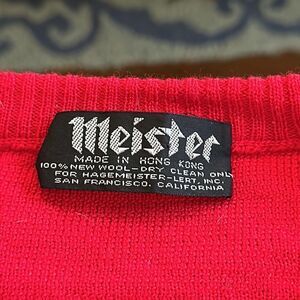 Meister
MADE IN HONG KONG
100% NEW WOOL-DRY CLEAN ONLY
FOR HAGEMEISTER-LERT, INC.
SAN FRANCISCO, CALIFORNIA